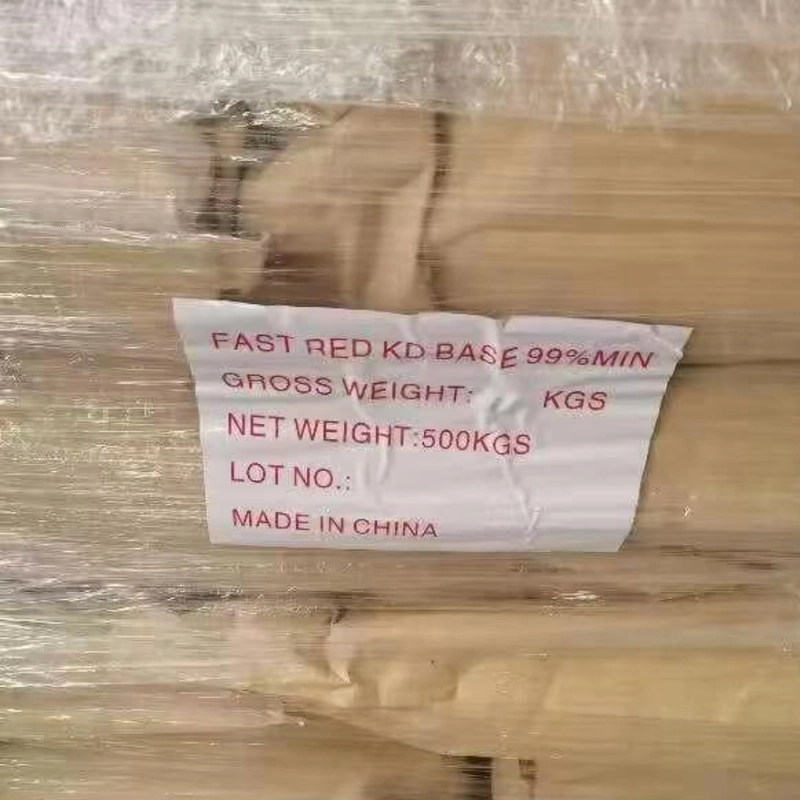 FAST RED KD BASE 99%MIN
GROSS WEIGHT: KGS
NET WEIGHT:500KGS
LOT NO.:
MADE IN CHINA